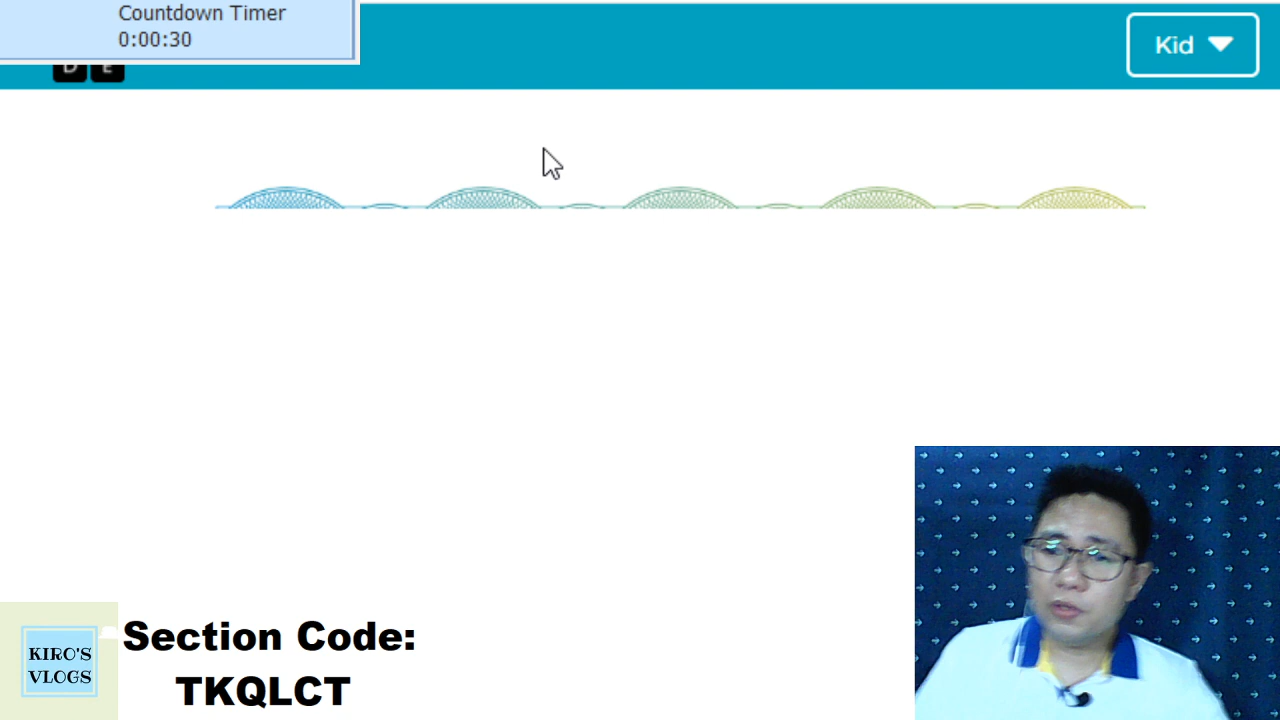 Countdown Timer
0:00:30
Kid
D E
KIRO'S
VLOGS
Section Code:
TKQLCT